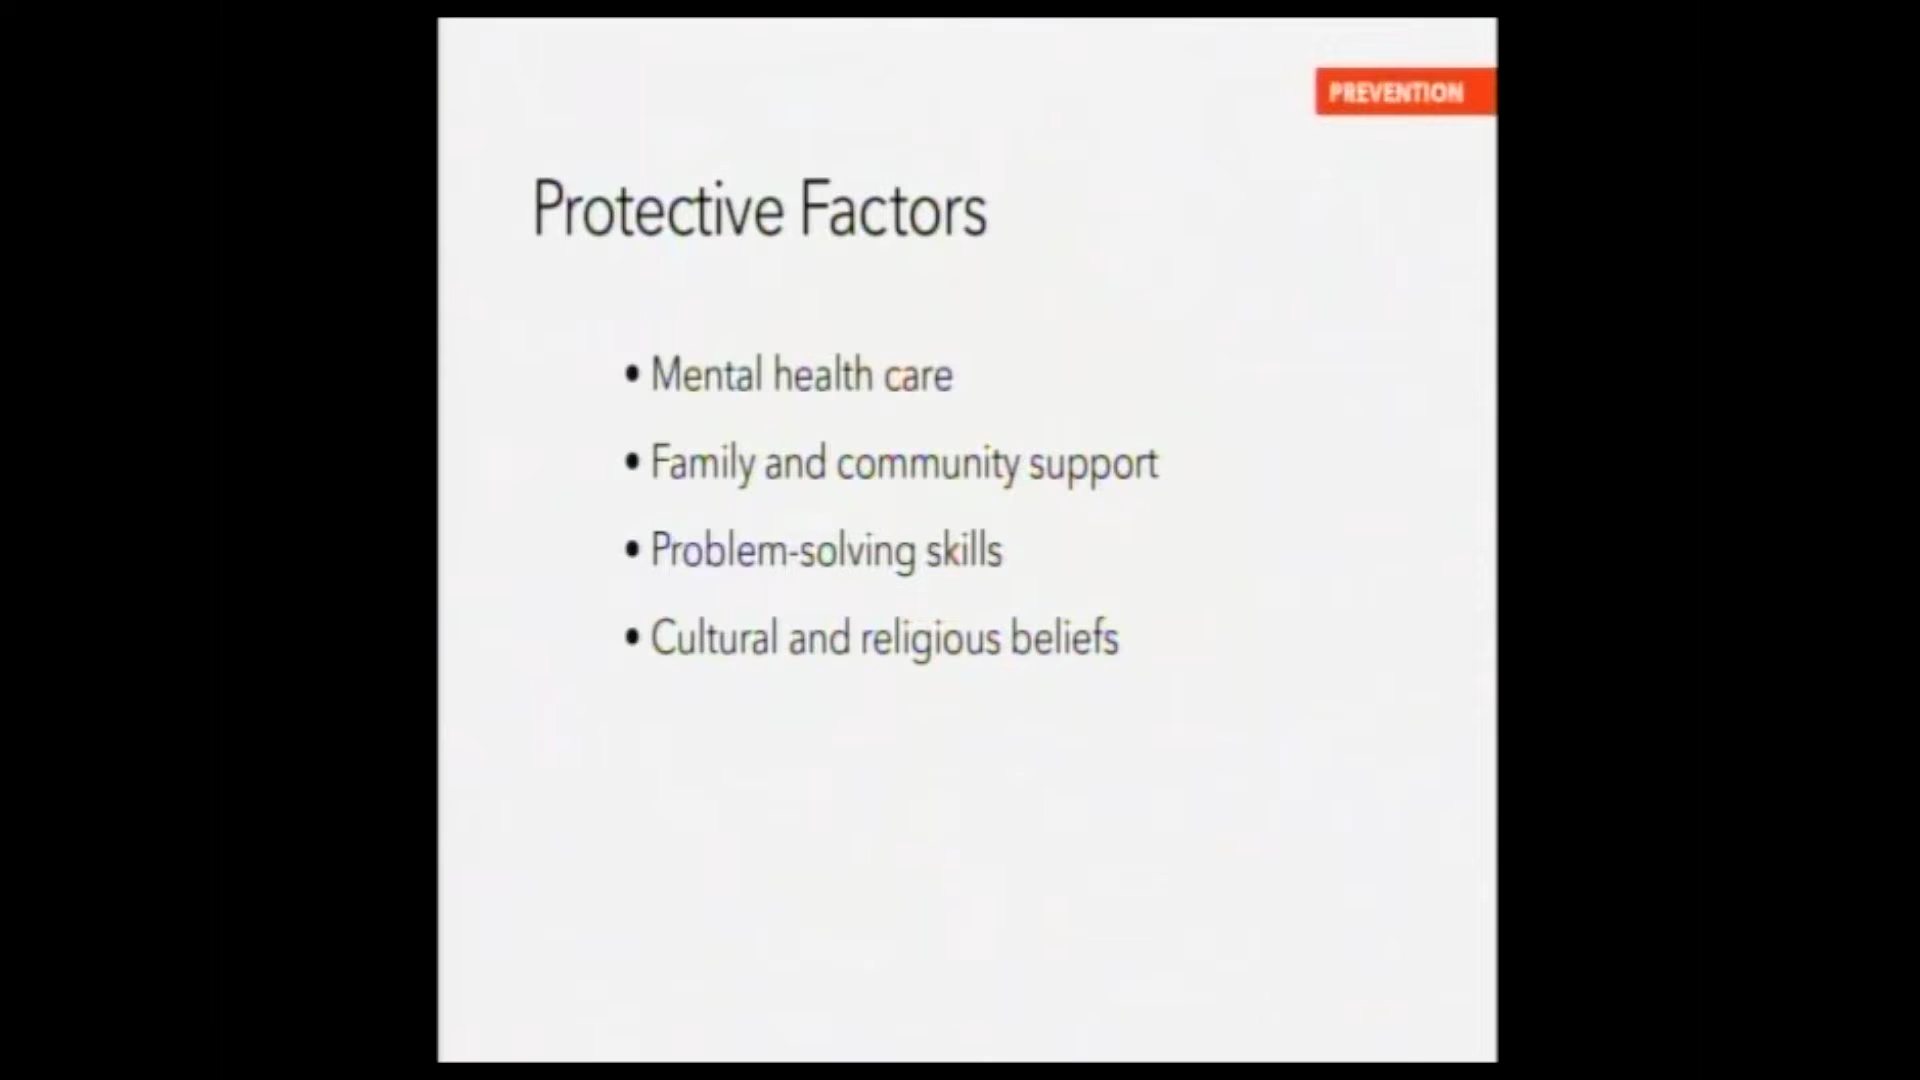 PREVENTION
Protective Factors
• Mental health care
• Family and community support
• Problem-solving skills
• Cultural and religious beliefs